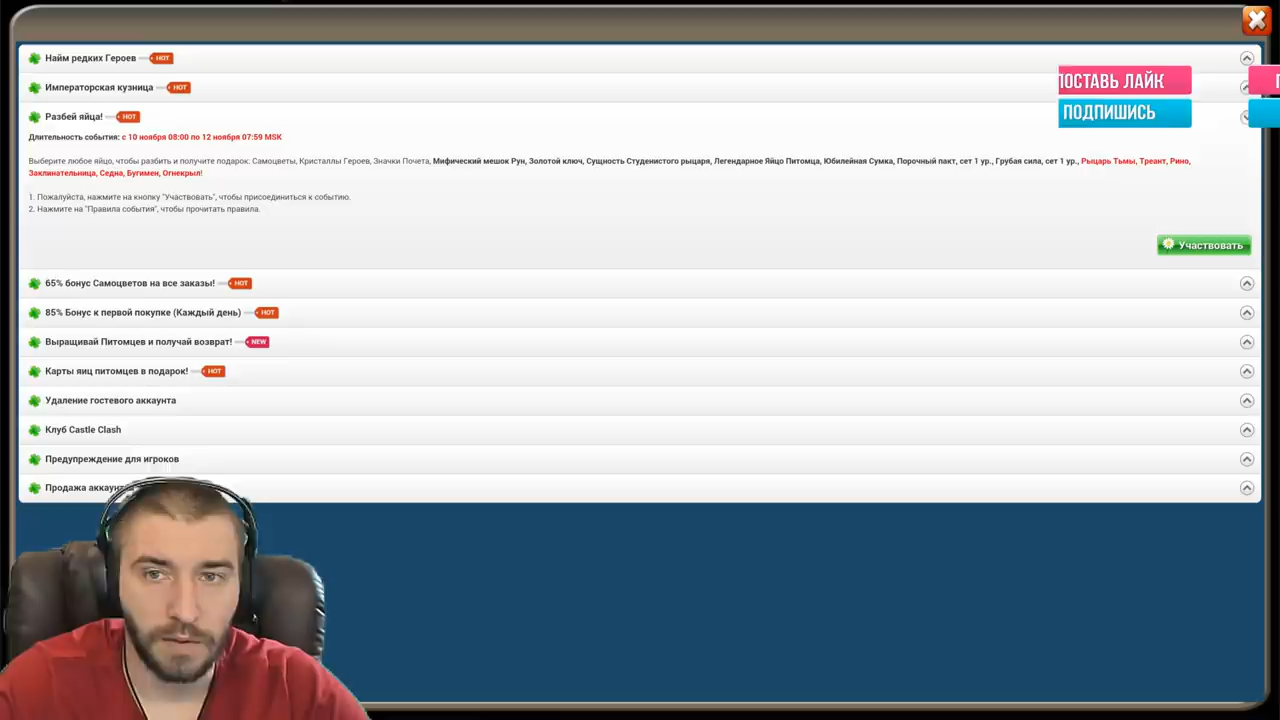 Найм редких Героев HOT
Императорская кузница HOT
ПОСТАВЬ ЛАЙК
Разбей яйца! HOT
ПОДПИШИСЬ
Длительность события: с 10 ноября 08:00 по 12 ноября 07:59 MSK
Выберите любое яйцо, чтобы разбить и получите подарок: Самоцветы, Кристаллы Героев, Значки Почета, Мифический мешок Рун, Золотой ключ, Сущность Студенистого рыцаря, Легендарное Яйцо Питомца, Юбилейная Сумка, Порочный пакт, сет 1 ур., Грубая сила, сет 1 ур., Рыцарь Тьмы, Треант, Рино,
Заклинательница, Седна, Бугимен, Огнекрыл!
1. Пожалуйста, нажмите на кнопку "Участвовать", чтобы присоединиться к событию.
2. Нажмите на "Правила события", чтобы прочитать правила.
Участвовать
65% бонус Самоцветов на все заказы! HOT
85% Бонус к первой покупке (Каждый день) HOT
Выращивай Питомцев и получай возврат! NEW
Карты яиц питомцев в подарок! HOT
Удаление гостевого аккаунта
Клуб Castle Clash
Предупреждение для игроков
Продажа